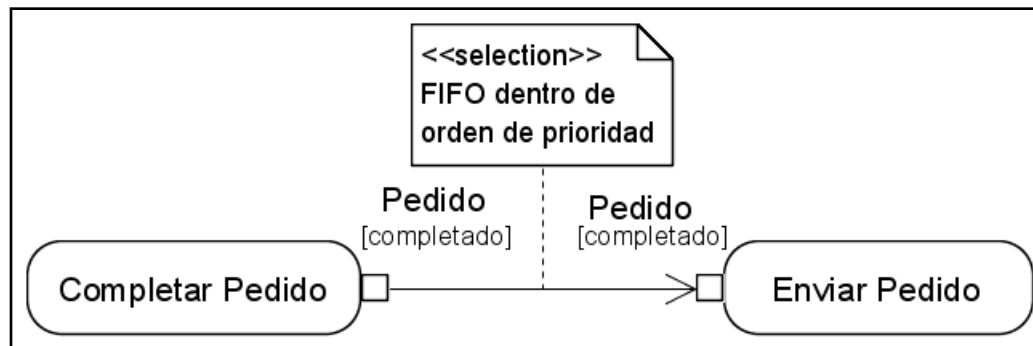 <<selection>>
FIFO dentro de
orden de prioridad
Pedido
[completado]
Pedido
[completado]
Completar Pedido
Enviar Pedido